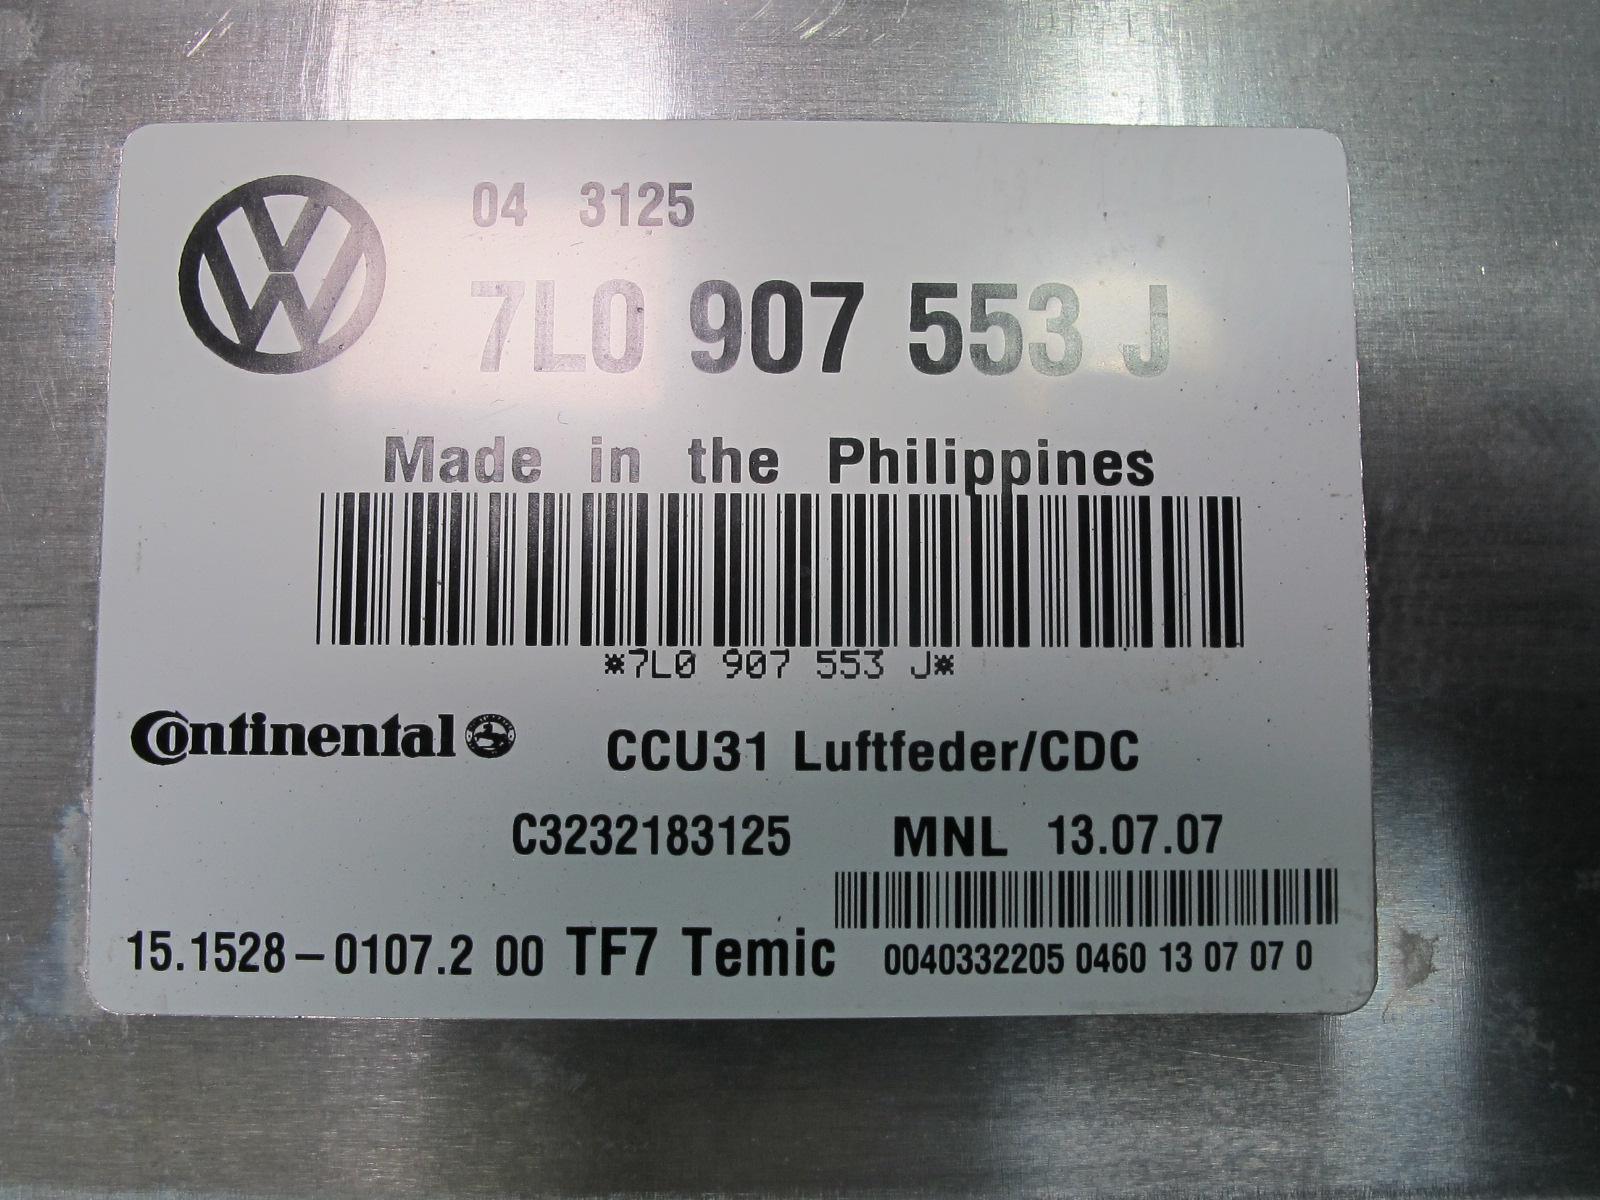 04 3125
7L0 907 553 J
Made in the Philippines
*7L0 907 553 J*
Continental
CCU31 Luftfeder/CDC
C3232183125 MNL 13.07.07
15.1528-0107.2 00 TF7 Temic
0040332205 0460 13 07 07 0